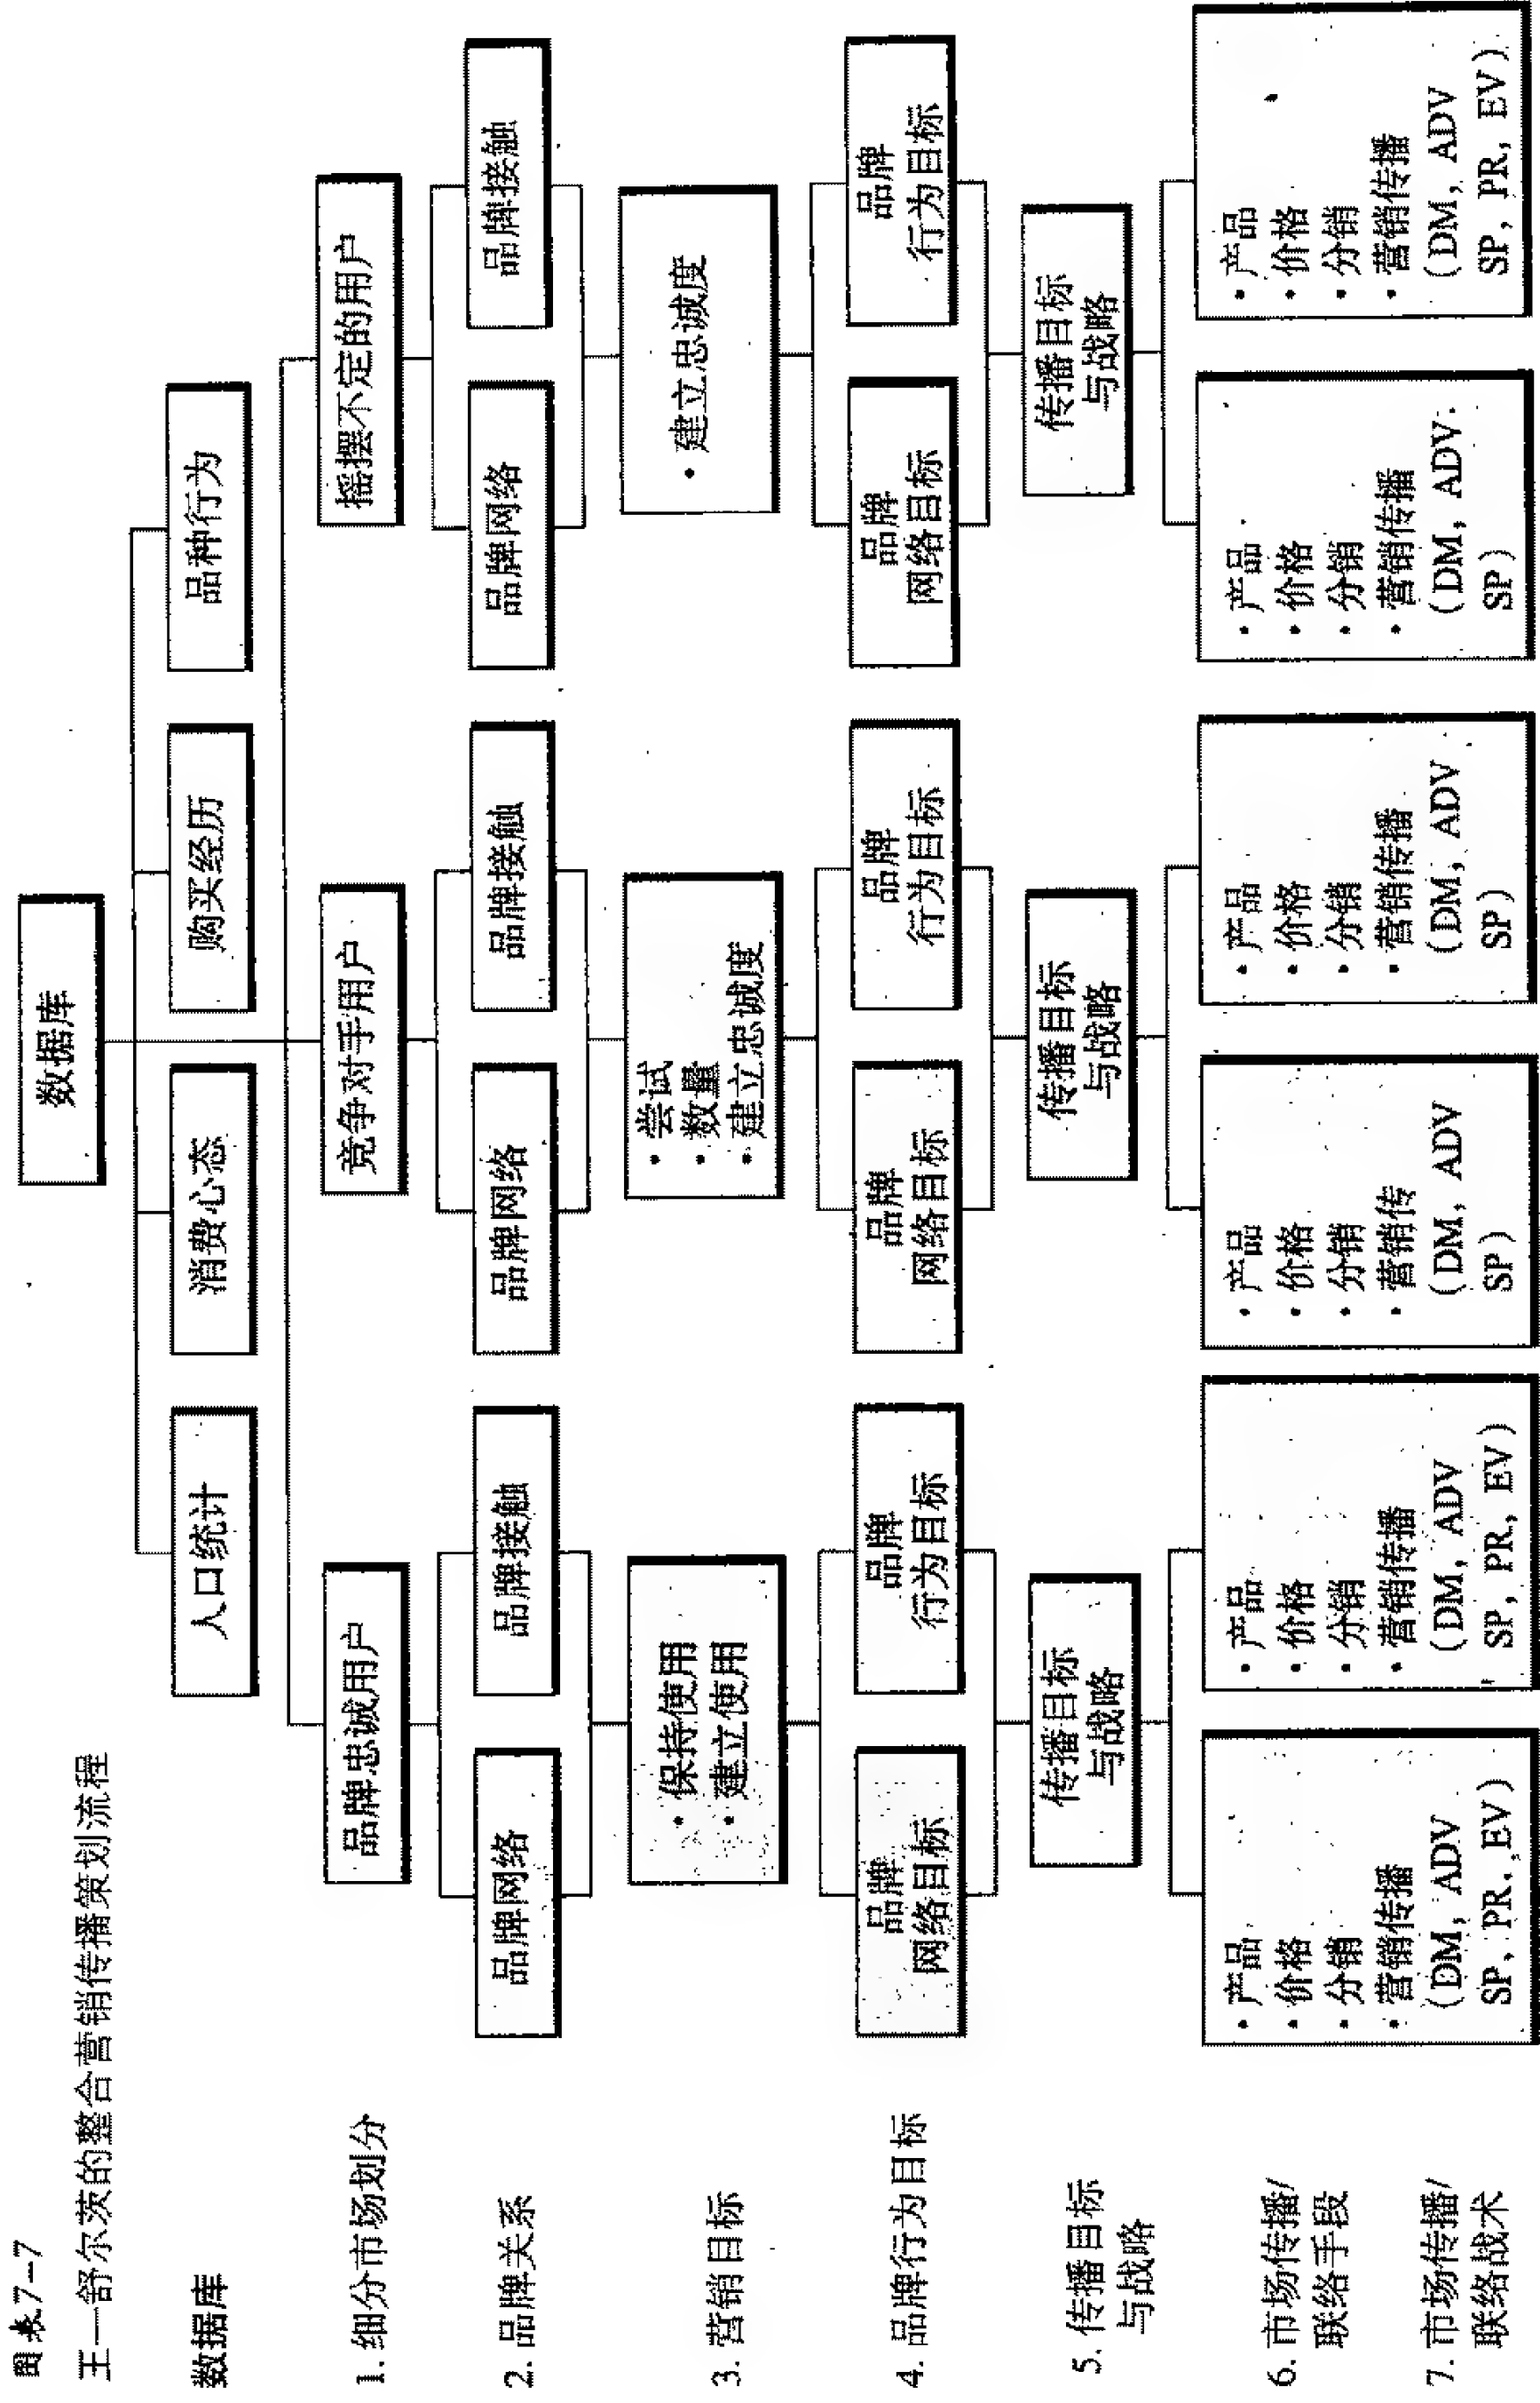 图表7-7
王—舒尔茨的整合营销传播策划流程
数据库
数据库
人口统计
消费心态
购买经历
品种行为
1. 细分市场划分
品牌忠诚用户
竞争对手用户
摇摆不定的用户
2. 品牌关系
品牌网络
品牌接触
品牌网络
品牌接触
品牌网络
品牌接触
3. 营销目标
• 保持使用
• 建立使用
• 尝试
• 数量
• 建立忠诚度
• 建立忠诚度
4. 品牌行为目标
品牌
网络目标
品牌
行为目标
品牌
网络目标
品牌
行为目标
品牌
网络目标
品牌
行为目标
5. 传播目标
与战略
传播目标
与战略
传播目标
与战略
传播目标
与战略
6. 市场传播/
联络手段
7. 市场传播/
联络战术
• 产品
• 价格
• 分销
• 营销传播
(DM, ADV
SP, PR, EV)
• 产品
• 价格
• 分销
• 营销传播
(DM, ADV
SP, PR, EV)
• 产品
• 价格
• 分销
• 营销传
(DM, ADV
SP)
• 产品
• 价格
• 分销
• 营销传播
(DM, ADV
SP)
• 产品
• 价格
• 分销
• 营销传播
(DM, ADV
SP)
• 产品
• 价格
• 分销
• 营销传播
(DM, ADV
SP, PR, EV)